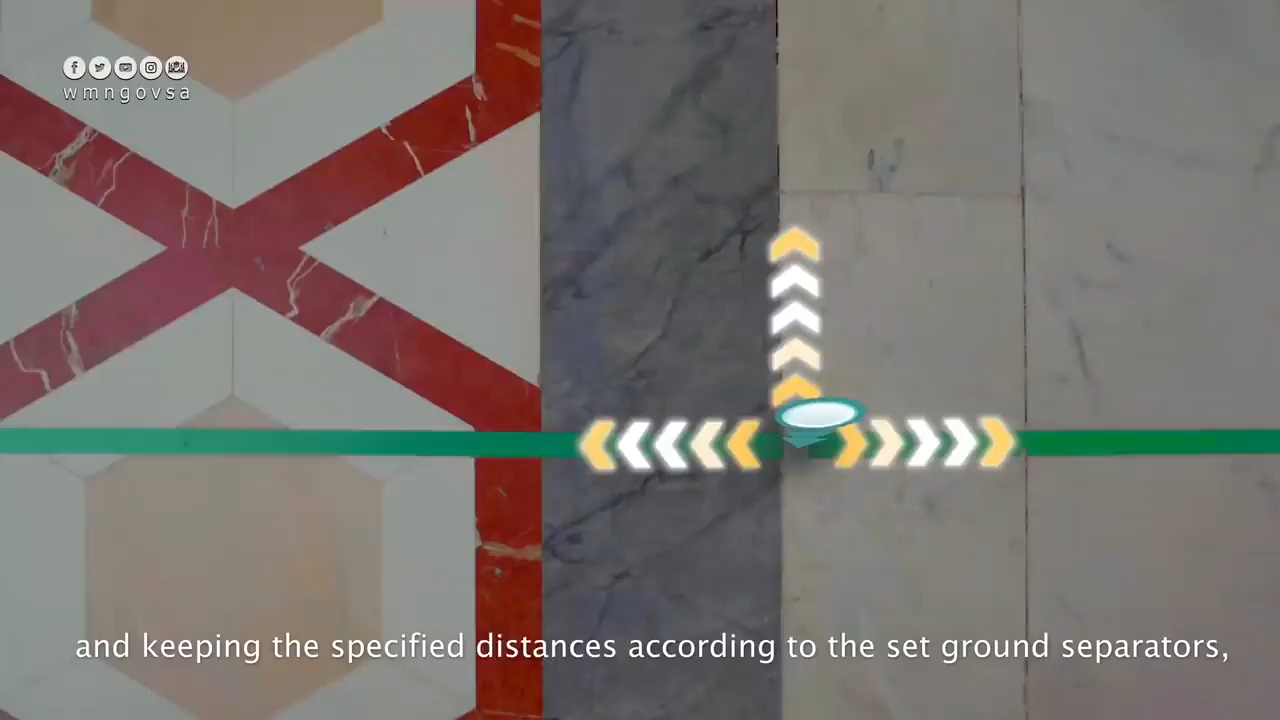 wmngovsa
and keeping the specified distances according to the set ground separators,